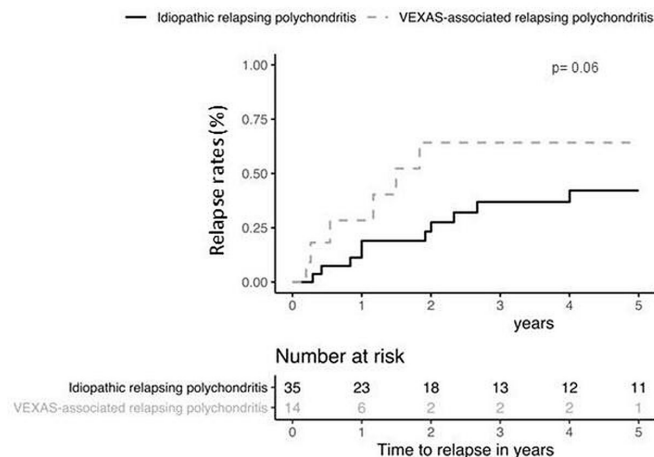 Idiopathic relapsing polychondritis VEXAS-associated relapsing polychondritis
p= 0.06
Relapse rates(%)
1.00
0.75
0.50
0.25
0.00
0 1 2 3 4 5
years
Number at risk
Idiopathic relapsing polychondritis 35 23 18 13 12 11
VEXAS-associated relapsing polychondritis 14 6 2 2 2 1
0 1 2 3 4 5
Time to relapse in years